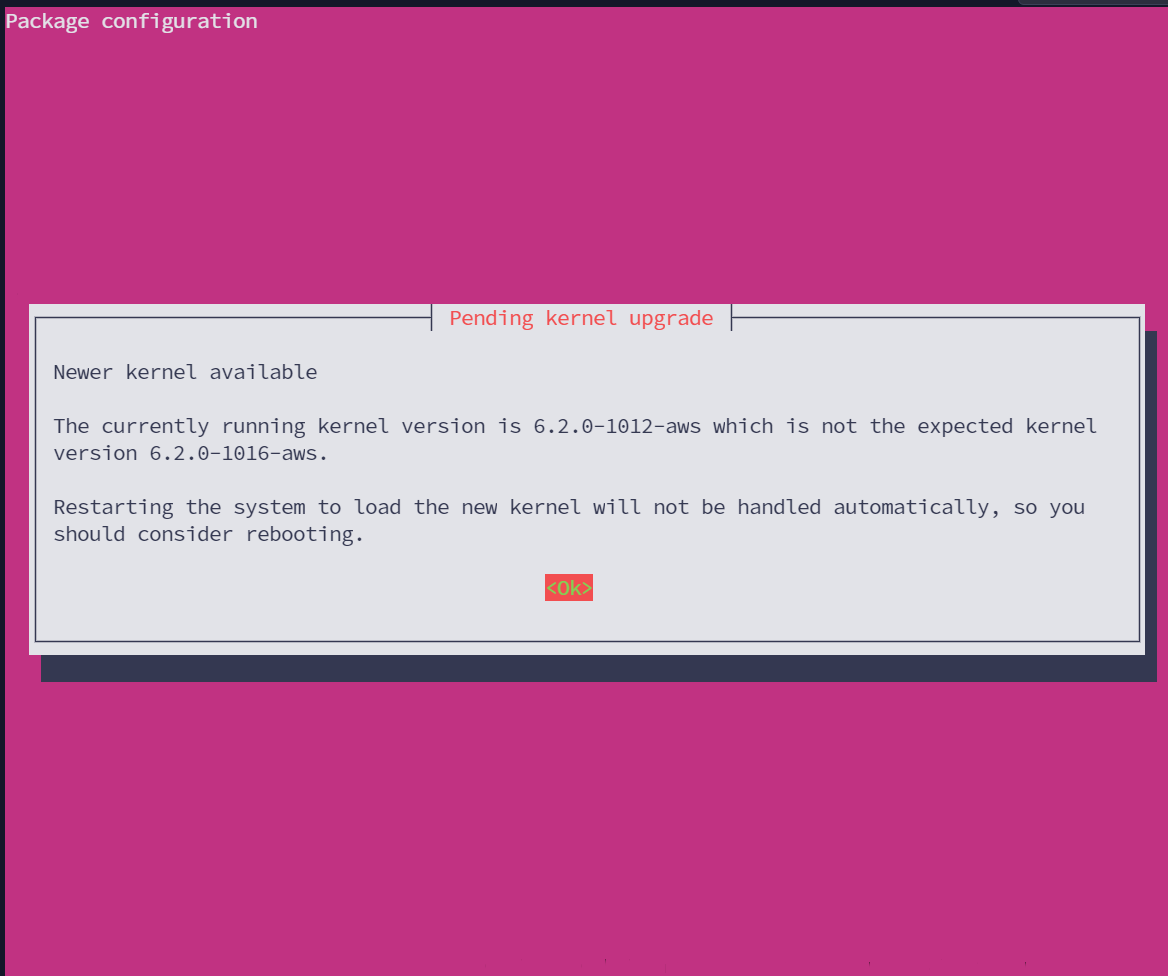 Package configuration
Pending kernel upgrade
Newer kernel available
The currently running kernel version is 6.2.0-1012-aws which is not the expected kernel
version 6.2.0-1016-aws.
Restarting the system to load the new kernel will not be handled automatically, so you
should consider rebooting.
<Ok>